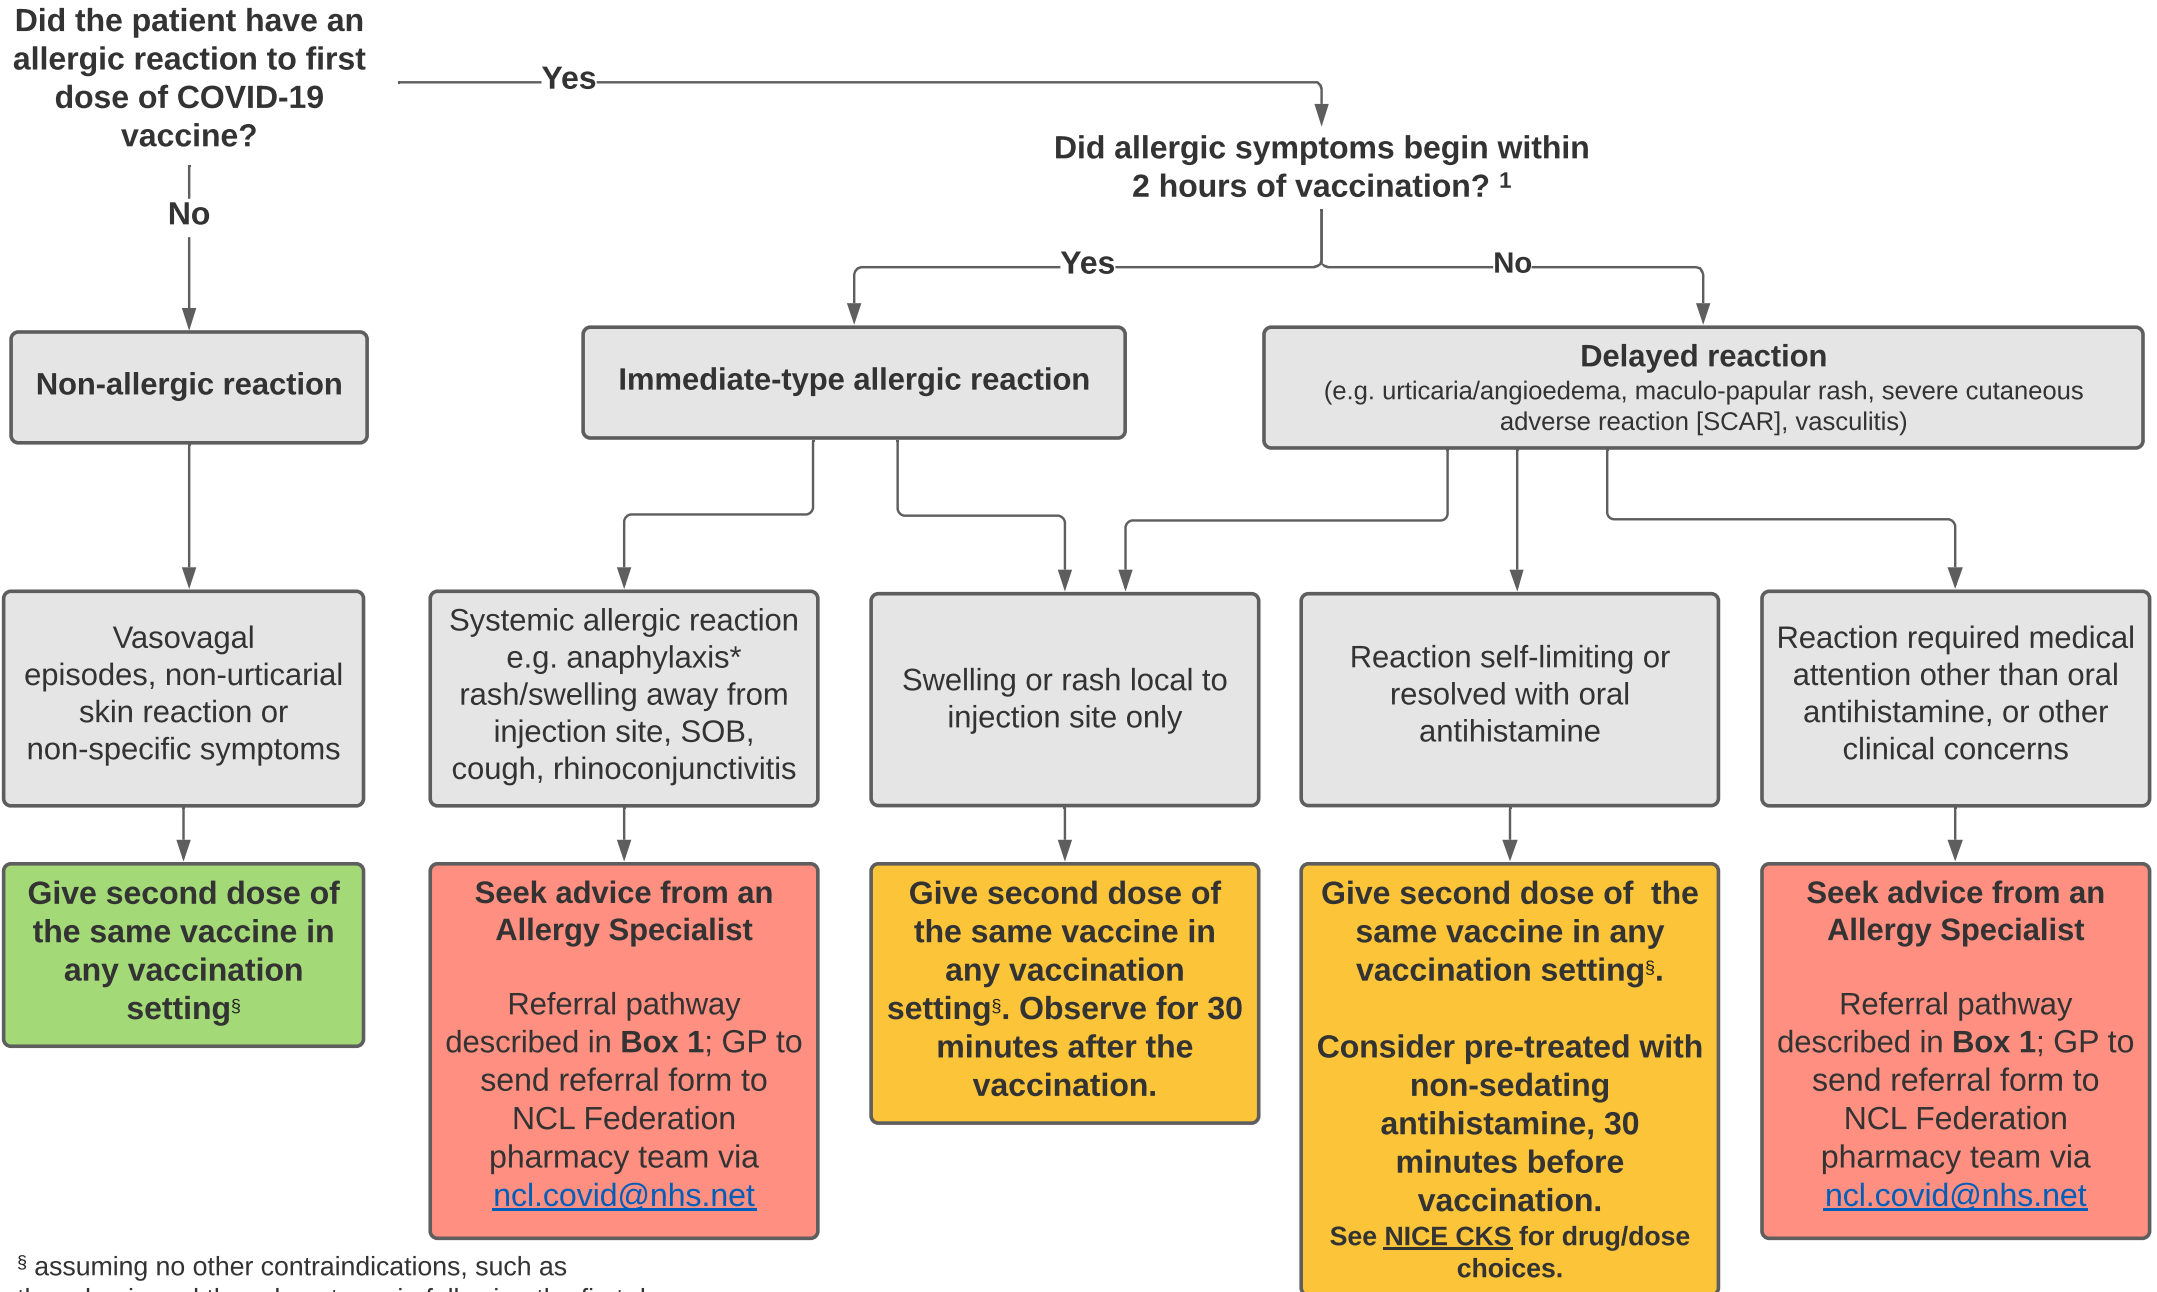 Did the patient have an
allergic reaction to first
dose of COVID-19
vaccine?
Yes
No
Did allergic symptoms begin within
2 hours of vaccination? 1
Yes
No
Non-allergic reaction
Immediate-type allergic reaction
Delayed reaction
(e.g. urticaria/angioedema, maculo-papular rash, severe cutaneous
adverse reaction [SCAR], vasculitis)
Vasovagal
episodes, non-urticarial
skin reaction or
non-specific symptoms
Systemic allergic reaction
e.g. anaphylaxis*
rash/swelling away from
injection site, SOB,
cough, rhinoconjunctivitis
Swelling or rash local to
injection site only
Reaction self-limiting or
resolved with oral
antihistamine
Reaction required medical
attention other than oral
antihistamine, or other
clinical concerns
Give second dose of
the same vaccine in
any vaccination
setting§
Seek advice from an
Allergy Specialist
Referral pathway
described in Box 1; GP to
send referral form to
NCL Federation
pharmacy team via
ncl.covid@nhs.net
Give second dose of
the same vaccine in
any vaccination
setting§. Observe for 30
minutes after the
vaccination.
Give second dose of  the
same vaccine in any
vaccination setting§.
Consider pre-treated with
non-sedating
antihistamine, 30
minutes before
vaccination.
See NICE CKS for drug/dose
choices.
Seek advice from an
Allergy Specialist
Referral pathway
described in Box 1; GP to
send referral form to
NCL Federation
pharmacy team via
ncl.covid@nhs.net
§ assuming no other contraindications, such as